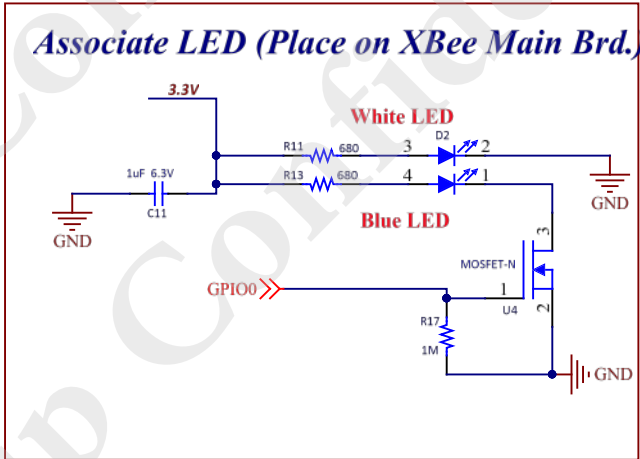 Associate LED (Place on XBee Main Brd.)
3.3V
White LED
D2
R11 680 3 2
1uF 6.3V
R13 680 4 1
C11
GND
GND
Blue LED
3
MOSFET-N
GPIO0
1
U4
2
R17
1M
GND